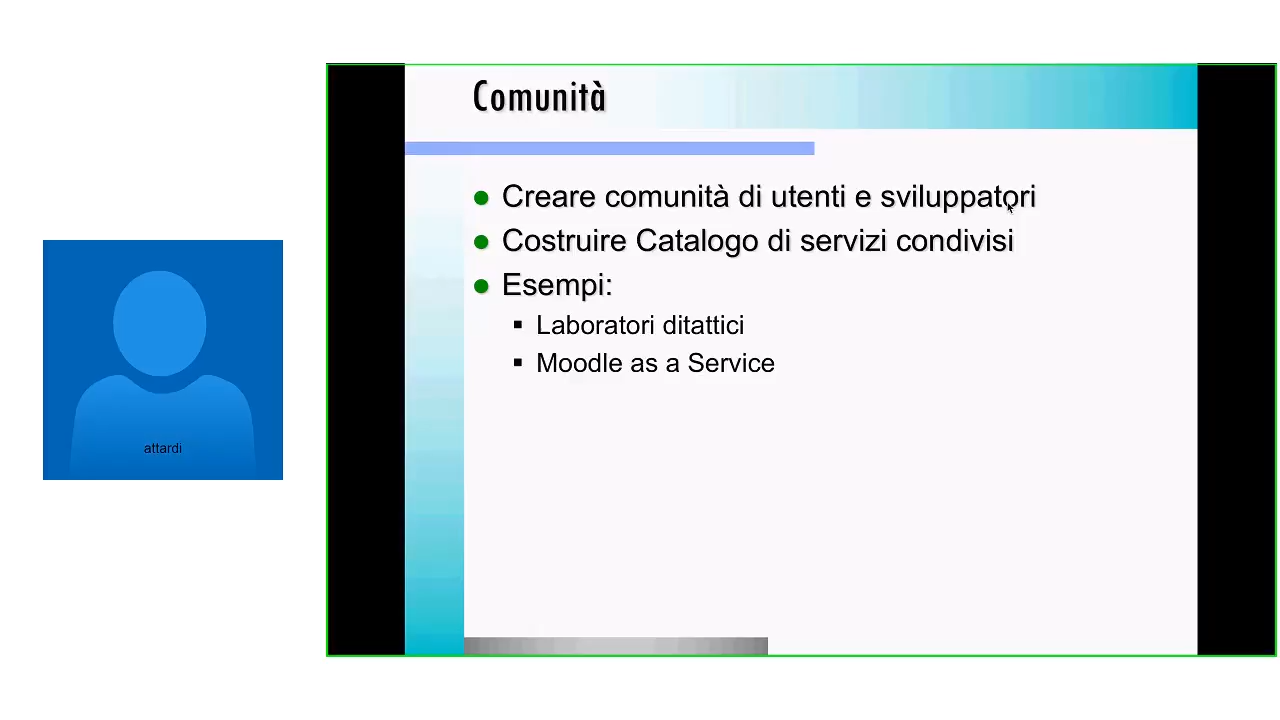 Comunità
Creare comunità di utenti e sviluppatori
Costruire Catalogo di servizi condivisi
Esempi:
Laboratori ditattici
Moodle as a Service
attardi